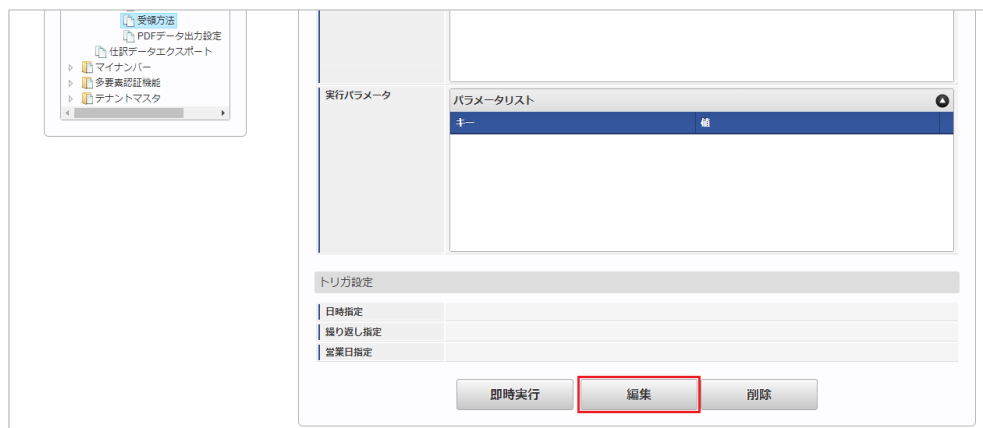 受領方法
PDFデータ出力設定
仕訳データエクスポート
マイナンバー
多要素認証機能
テナントマスタ
実行パラメータ
パラメータリスト
キー 値
トリガ設定
日時指定
繰り返し指定
営業日指定
即時実行 編集 削除